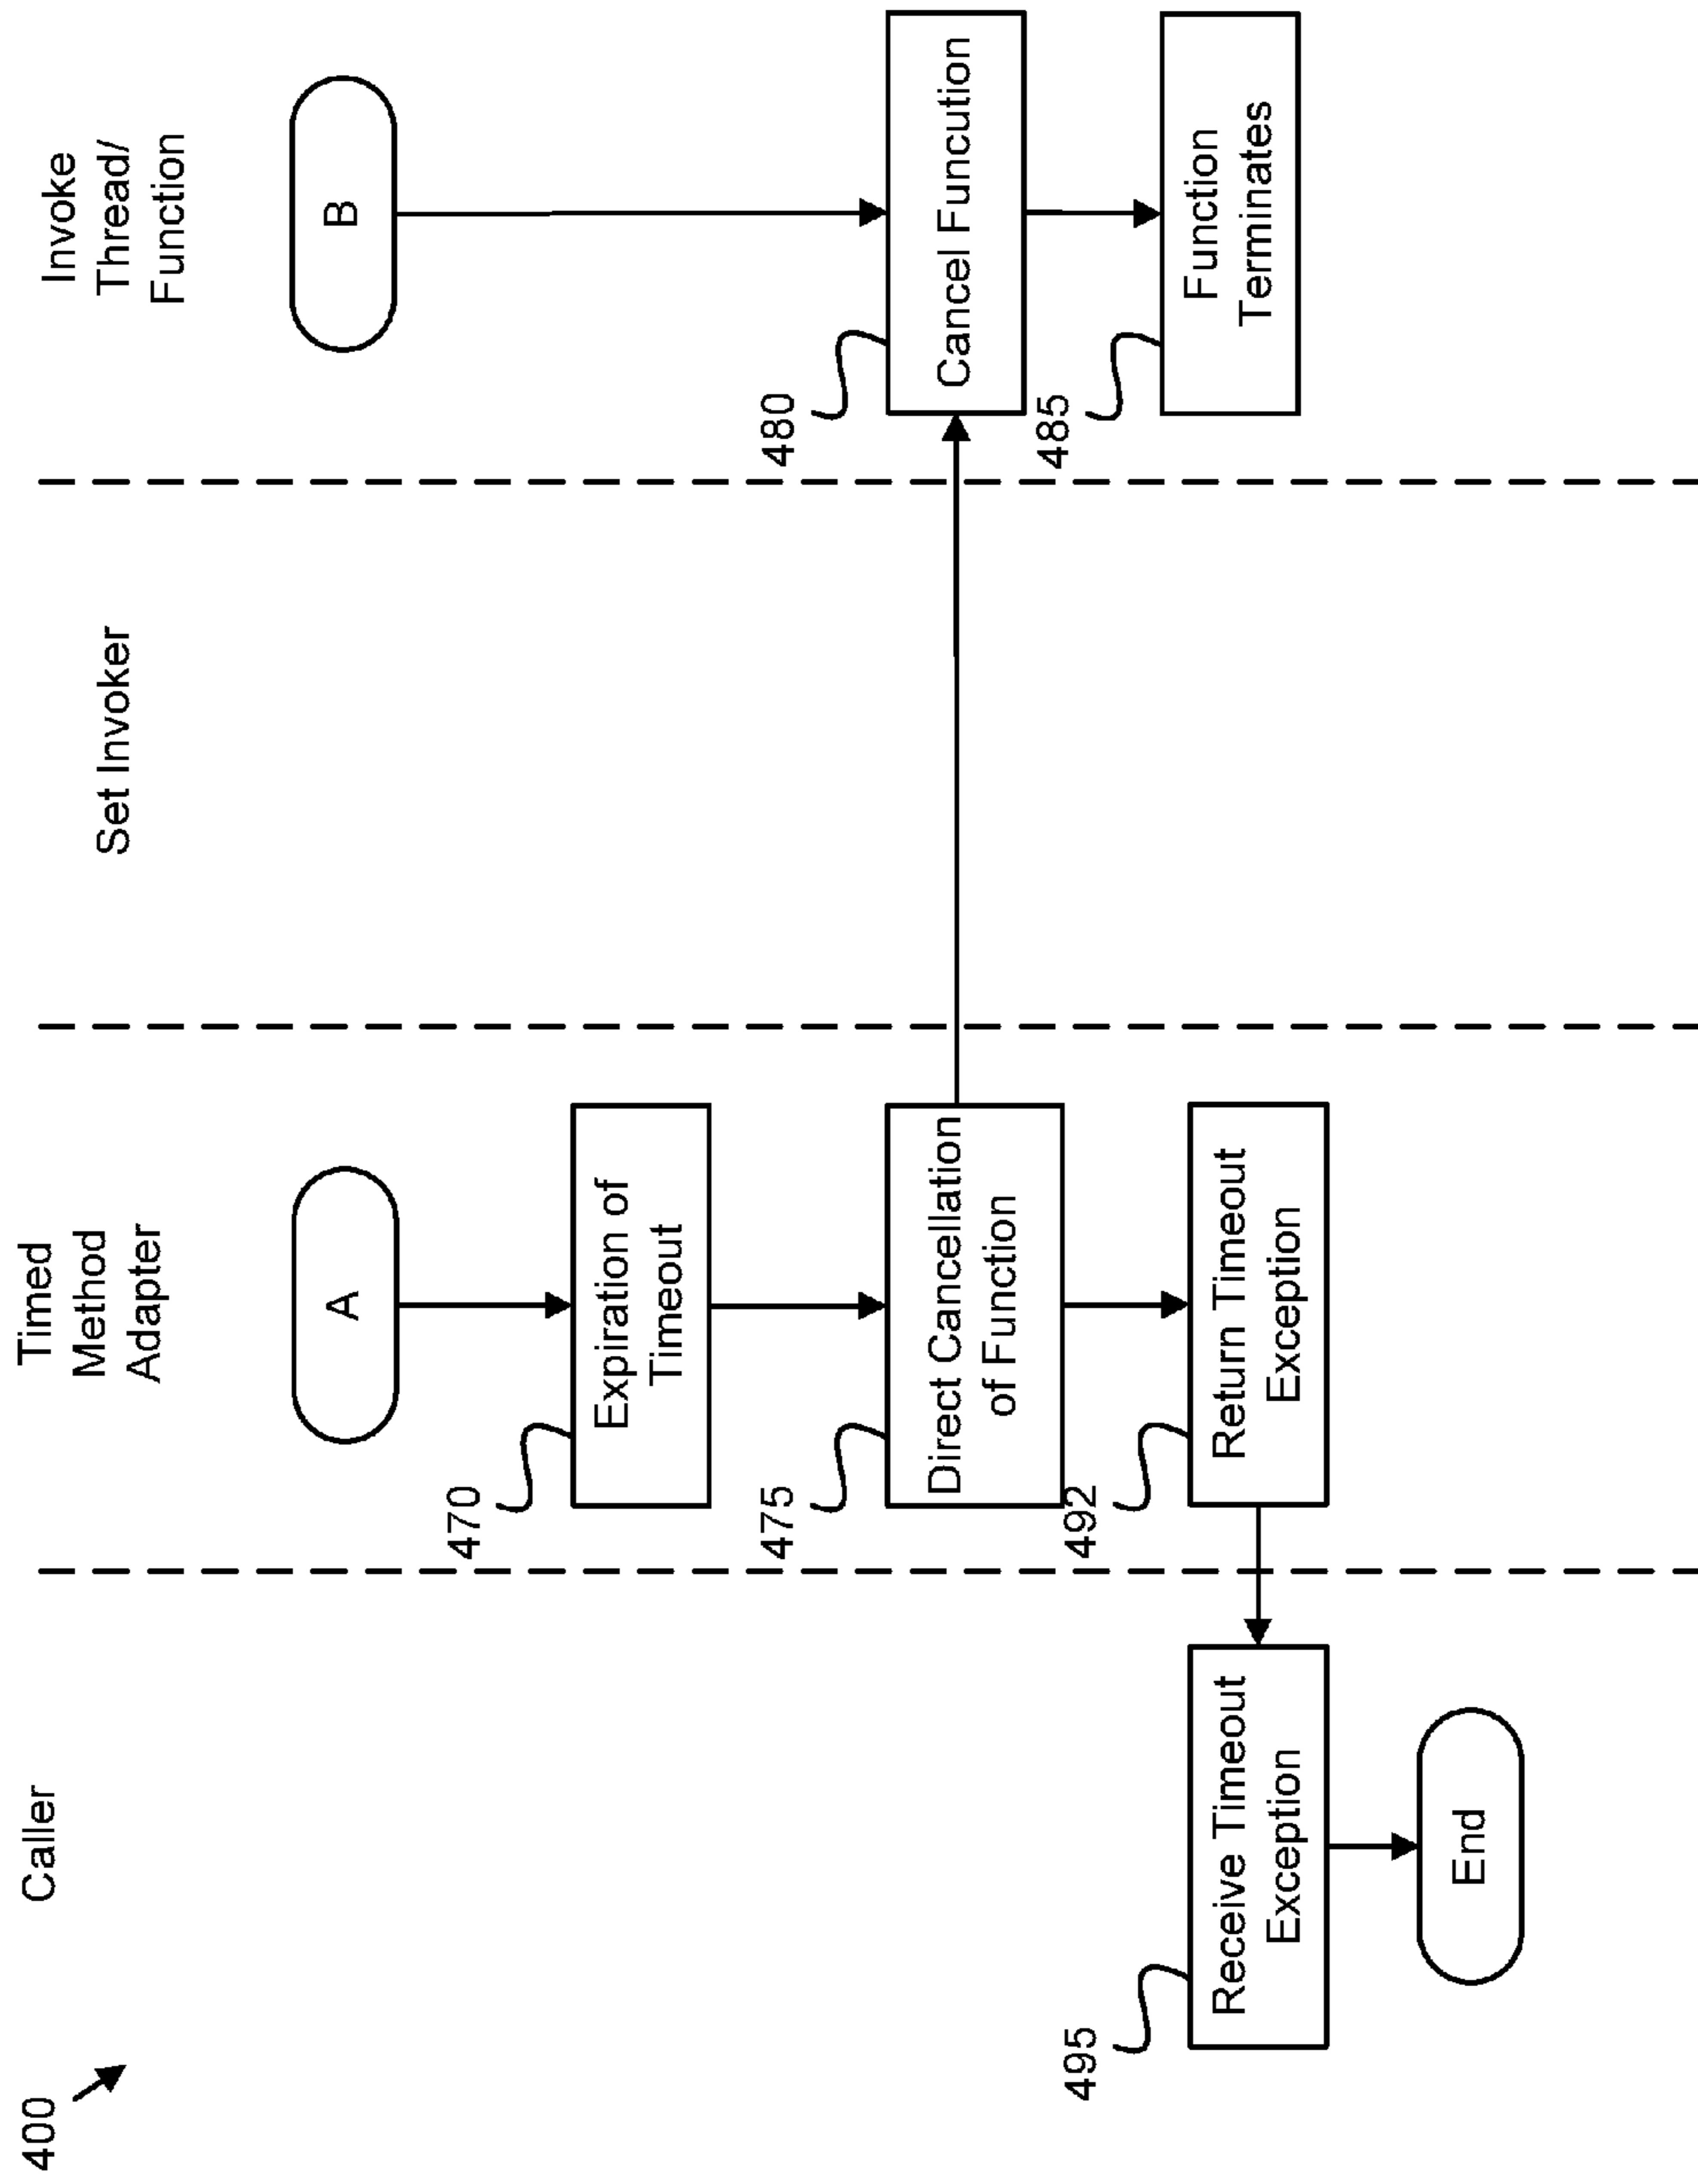 400
Caller
Timed
Method
Adapter
Set Invoker
Invoke
Thread/
Function
A
B
470
Expiration of
Timeout
475
Direct Cancellation
of Function
480
Cancel Funcution
485
Function
Terminates
492
Return Timeout
Exception
495
Receive Timeout
Exception
End